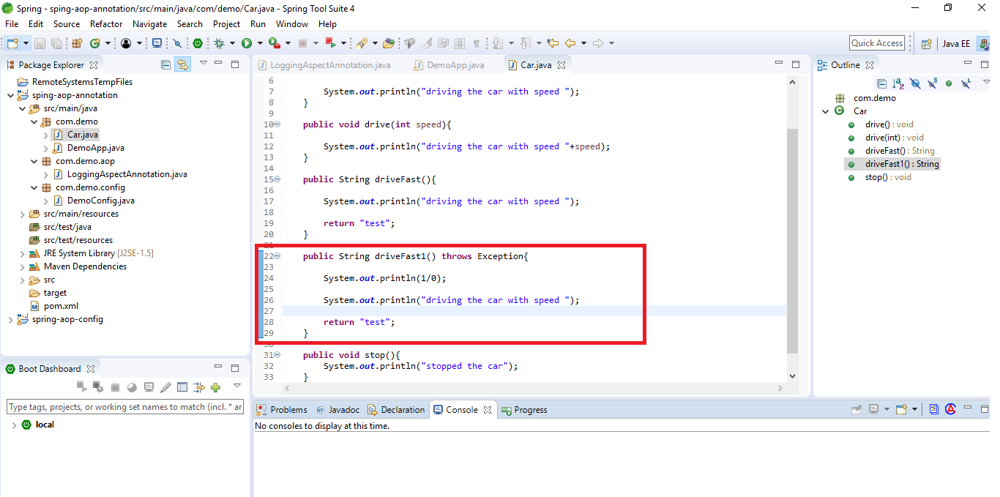 Spring - sping-aop-annotation/src/main/java/com/demo/Car.java - Spring Tool Suite 4
File Edit Source Refactor Navigate Search Project Run Window Help
Quick Access
Java EE
Package Explorer
RemoteSystemsTempFiles
sping-aop-annotation
src/main/java
com.demo
Car.java
DemoApp.java
com.demo.aop
LoggingAspectAnnotation.java
com.demo.config
DemoConfig.java
src/main/resources
src/test/java
src/test/resources
JRE System Library [J2SE-1.5]
Maven Dependencies
src
target
pom.xml
spring-aop-config
Boot Dashboard
Type tags, projects, or working set names to match (incl. * ar
local
LoggingAspectAnnotation.java DemoApp.java Car.java
6
7 System.out.println("driving the car with speed ");
8 }
9
10 public void drive(int speed){
11
12 System.out.println("driving the car with speed "+speed);
13 }
14
15 public String driveFast(){
16
17 System.out.println("driving the car with speed ");
18
19 return "test";
20 }
22 public String driveFast1() throws Exception{
23
24 System.out.println(1/0);
25
26 System.out.println("driving the car with speed ");
27
28 return "test";
29 }
31 public void stop(){
32 System.out.println("stopped the car");
33 }
Problems @ Javadoc Declaration Console Progress
No consoles to display at this time.
Outline
com.demo
Car
drive() : void
drive(int) : void
driveFast() : String
driveFast1() : String
stop() : void